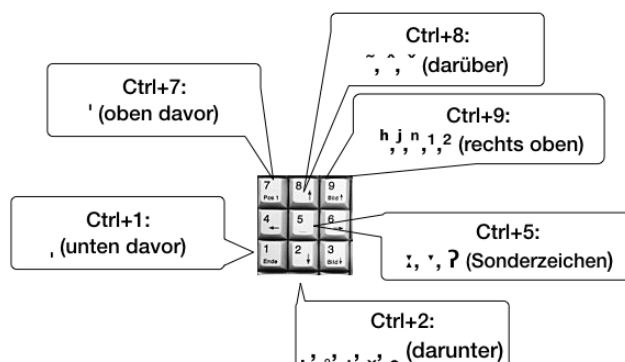 Ctrl+8:
˜, ˆ, ˇ (darüber)
Ctrl+7:
ˈ (oben davor)
Ctrl+9:
ʰ,ʲ,ⁿ,¹,² (rechts oben)
7 8 9
Pos 1 ↑ Bild↑
4 5 6
← →
Ctrl+1:
ˌ (unten davor)
1 2 3
Ende ↓ Bild↓
Ctrl+5:
ː, ˑ, ʔ (Sonderzeichen)
Ctrl+2:
(darunter)